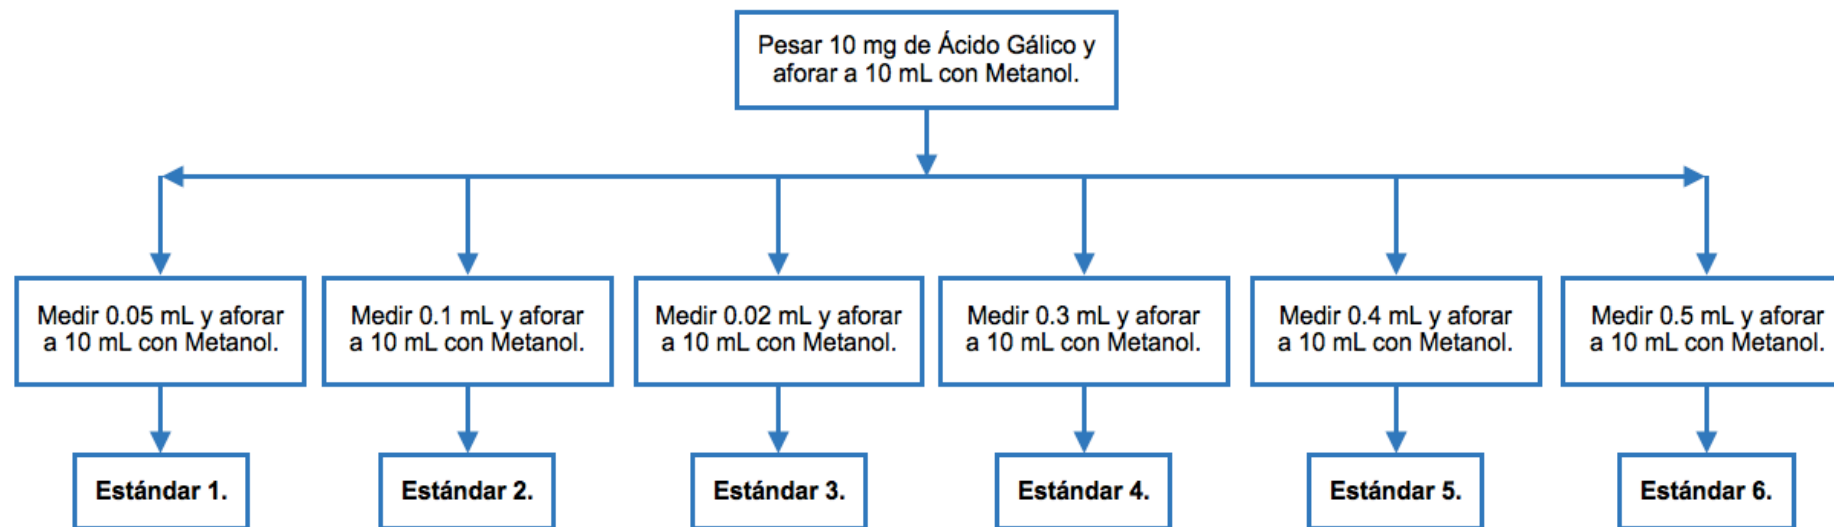 Pesar 10 mg de Ácido Gálico y
aforar a 10 mL con Metanol.
Medir 0.05 mL y aforar
a 10 mL con Metanol.
Medir 0.1 mL y aforar
a 10 mL con Metanol.
Medir 0.02 mL y aforar
a 10 mL con Metanol.
Medir 0.3 mL y aforar
a 10 mL con Metanol.
Medir 0.4 mL y aforar
a 10 mL con Metanol.
Medir 0.5 mL y aforar
a 10 mL con Metanol.
Estándar 1.
Estándar 2.
Estándar 3.
Estándar 4.
Estándar 5.
Estándar 6.